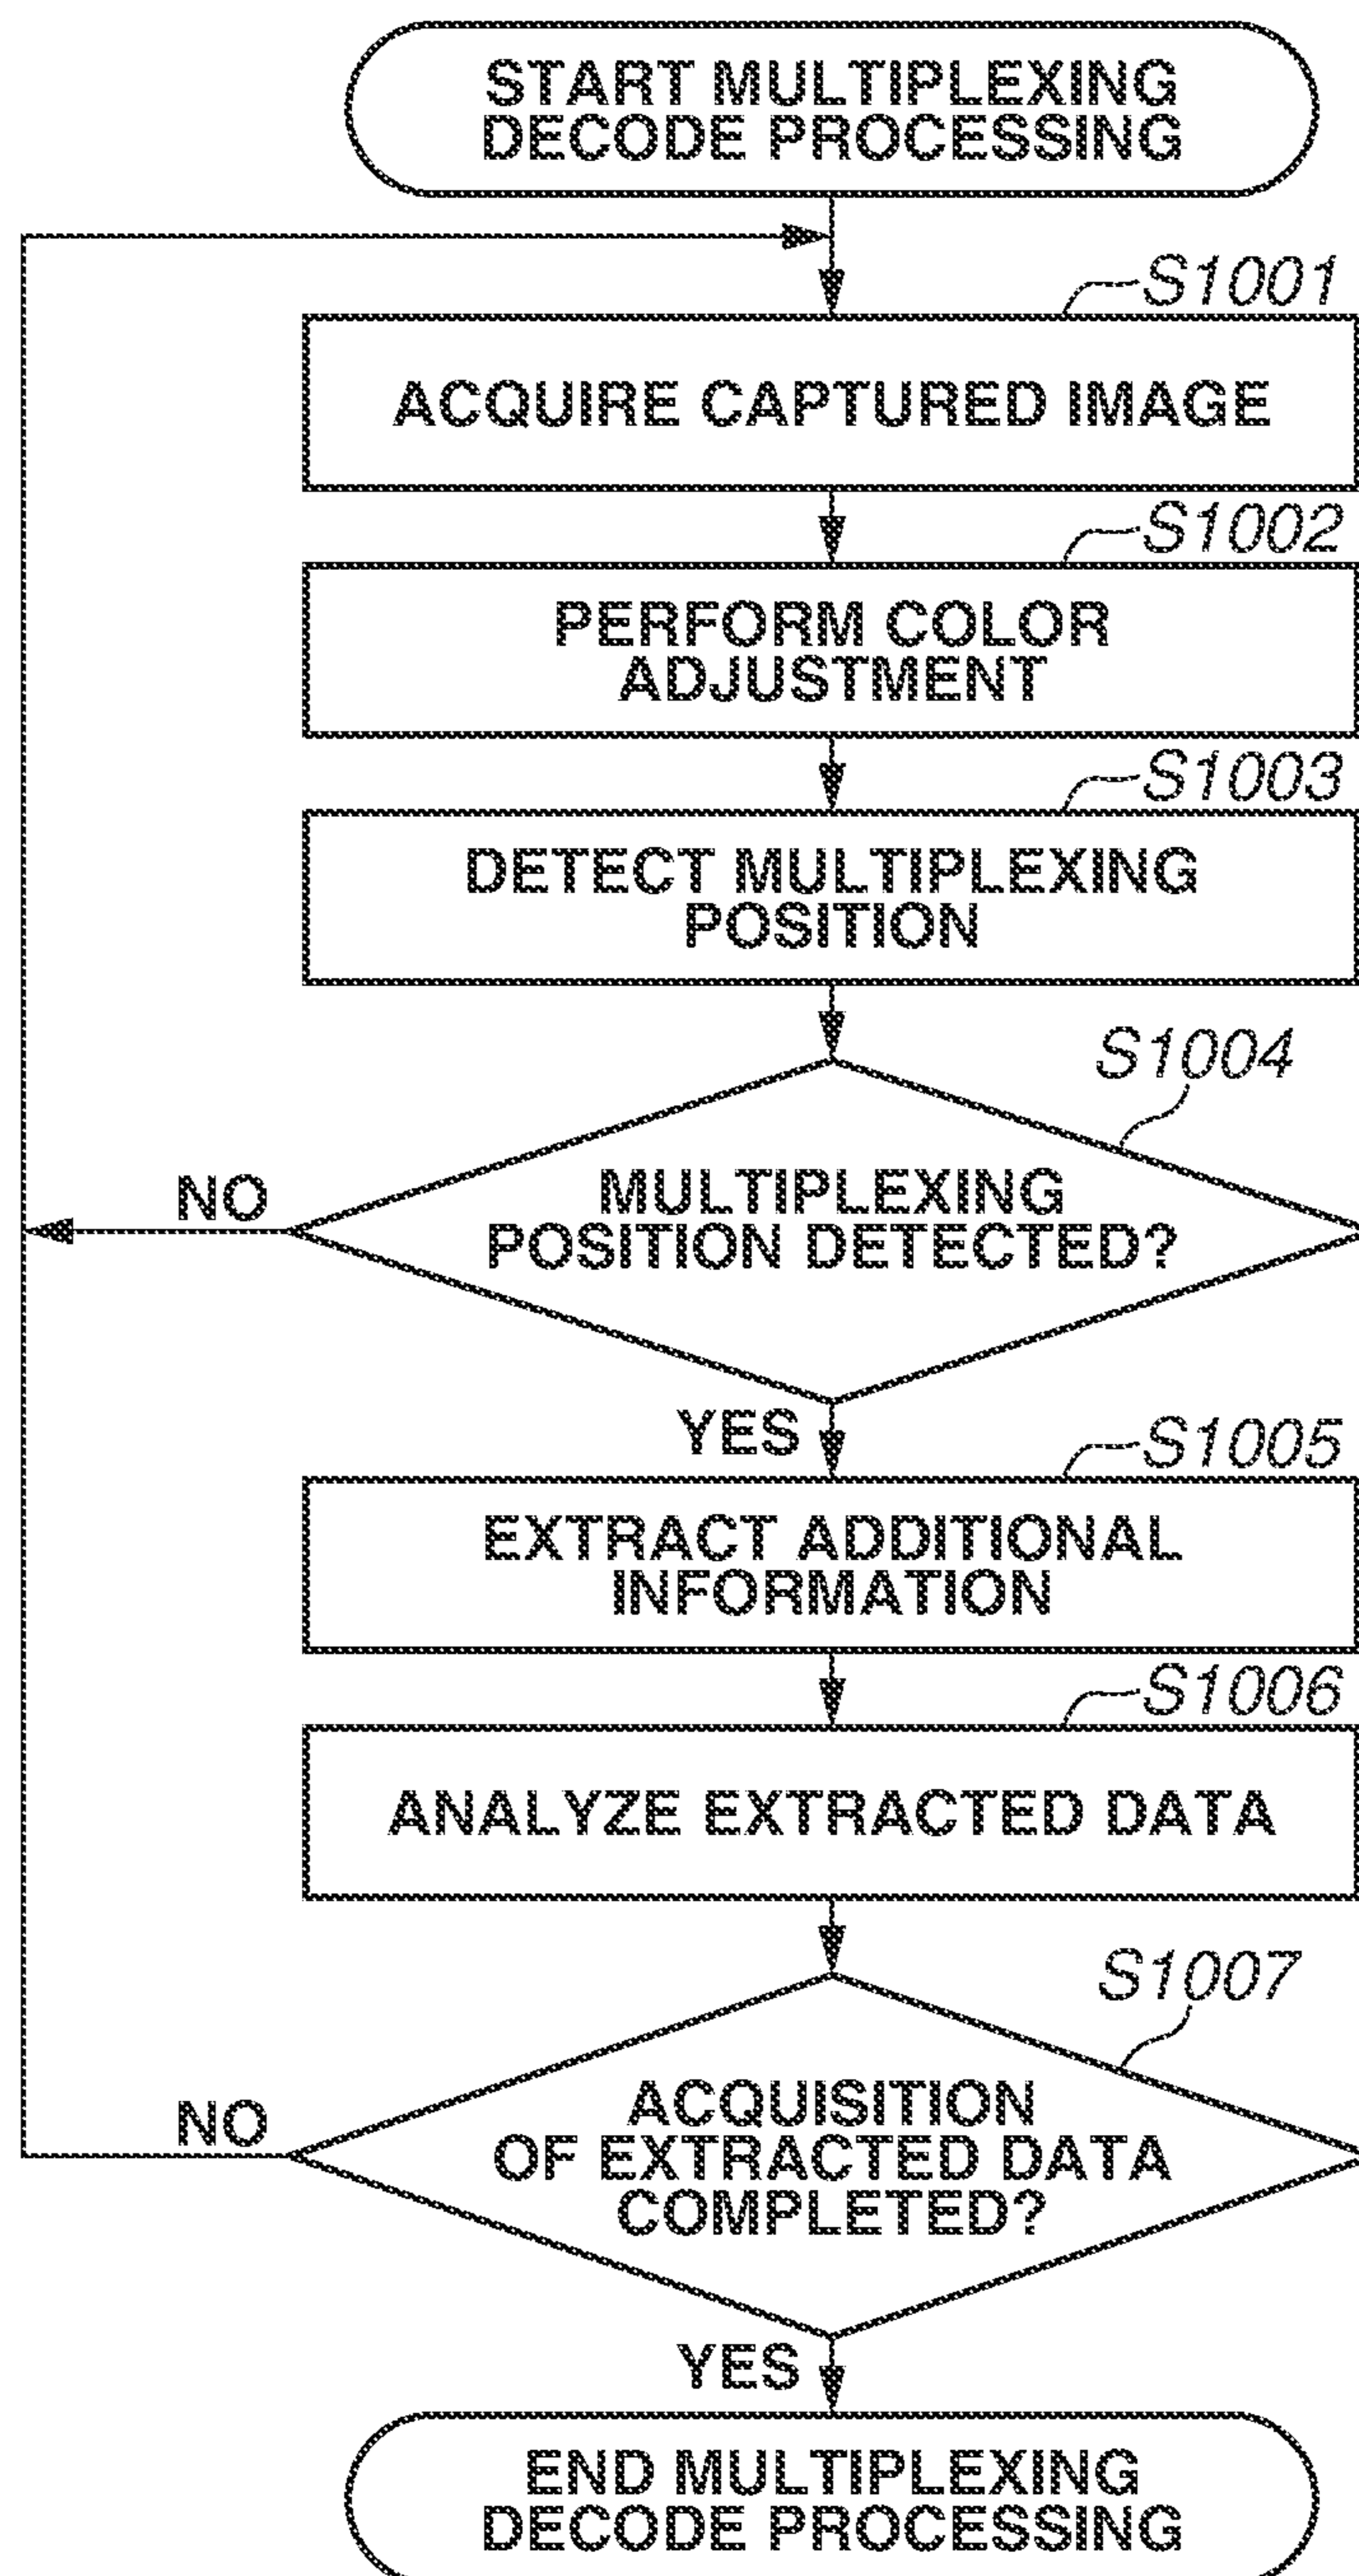 START MULTIPLEXING
DECODE PROCESSING
S1001
ACQUIRE CAPTURED IMAGE
S1002
PERFORM COLOR
ADJUSTMENT
S1003
DETECT MULTIPLEXING
POSITION
S1004
MULTIPLEXING
POSITION DETECTED?
NO
YES
S1005
EXTRACT ADDITIONAL
INFORMATION
S1006
ANALYZE EXTRACTED DATA
S1007
ACQUISITION
OF EXTRACTED DATA
COMPLETED?
NO
YES
END MULTIPLEXING
DECODE PROCESSING